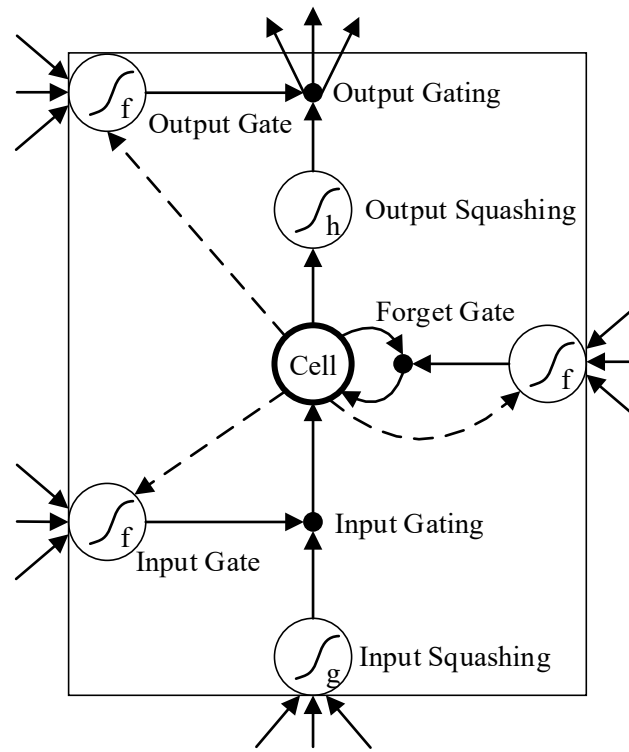 f
Output Gate
Output Gating
h
Output Squashing
Forget Gate
Cell
f
f
Input Gate
Input Gating
g
Input Squashing